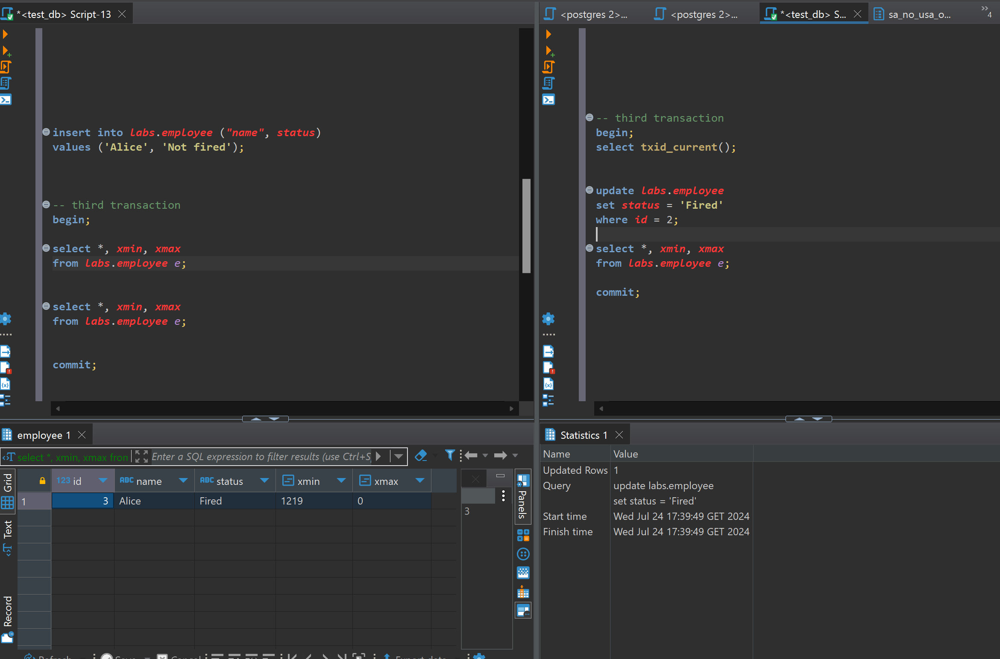 *<test_db> Script-13
<postgres 2>...
<postgres 2>...
*<test_db> S...
sa_no_usa_o...
4
insert into labs.employee ("name", status)
values ('Alice', 'Not fired');
-- third transaction
begin;
select *, xmin, xmax
from labs.employee e;
select *, xmin, xmax
from labs.employee e;
commit;
-- third transaction
begin;
select txid_current();
update labs.employee
set status = 'Fired'
where id = 2;
select *, xmin, xmax
from labs.employee e;
commit;
employee 1
select *, xmin, xmax from
Enter a SQL expression to filter results (use Ctrl+S
Grid
Text
Record
123 id
ABC name
ABC status
xmin
xmax
1
3
Alice
Fired
1219
0
3
Panels
Refresh
Save
Cancel
Export data
Statistics 1
Name Value
Updated Rows 1
Query update labs.employee
set status = 'Fired'
Start time Wed Jul 24 17:39:49 GET 2024
Finish time Wed Jul 24 17:39:49 GET 2024